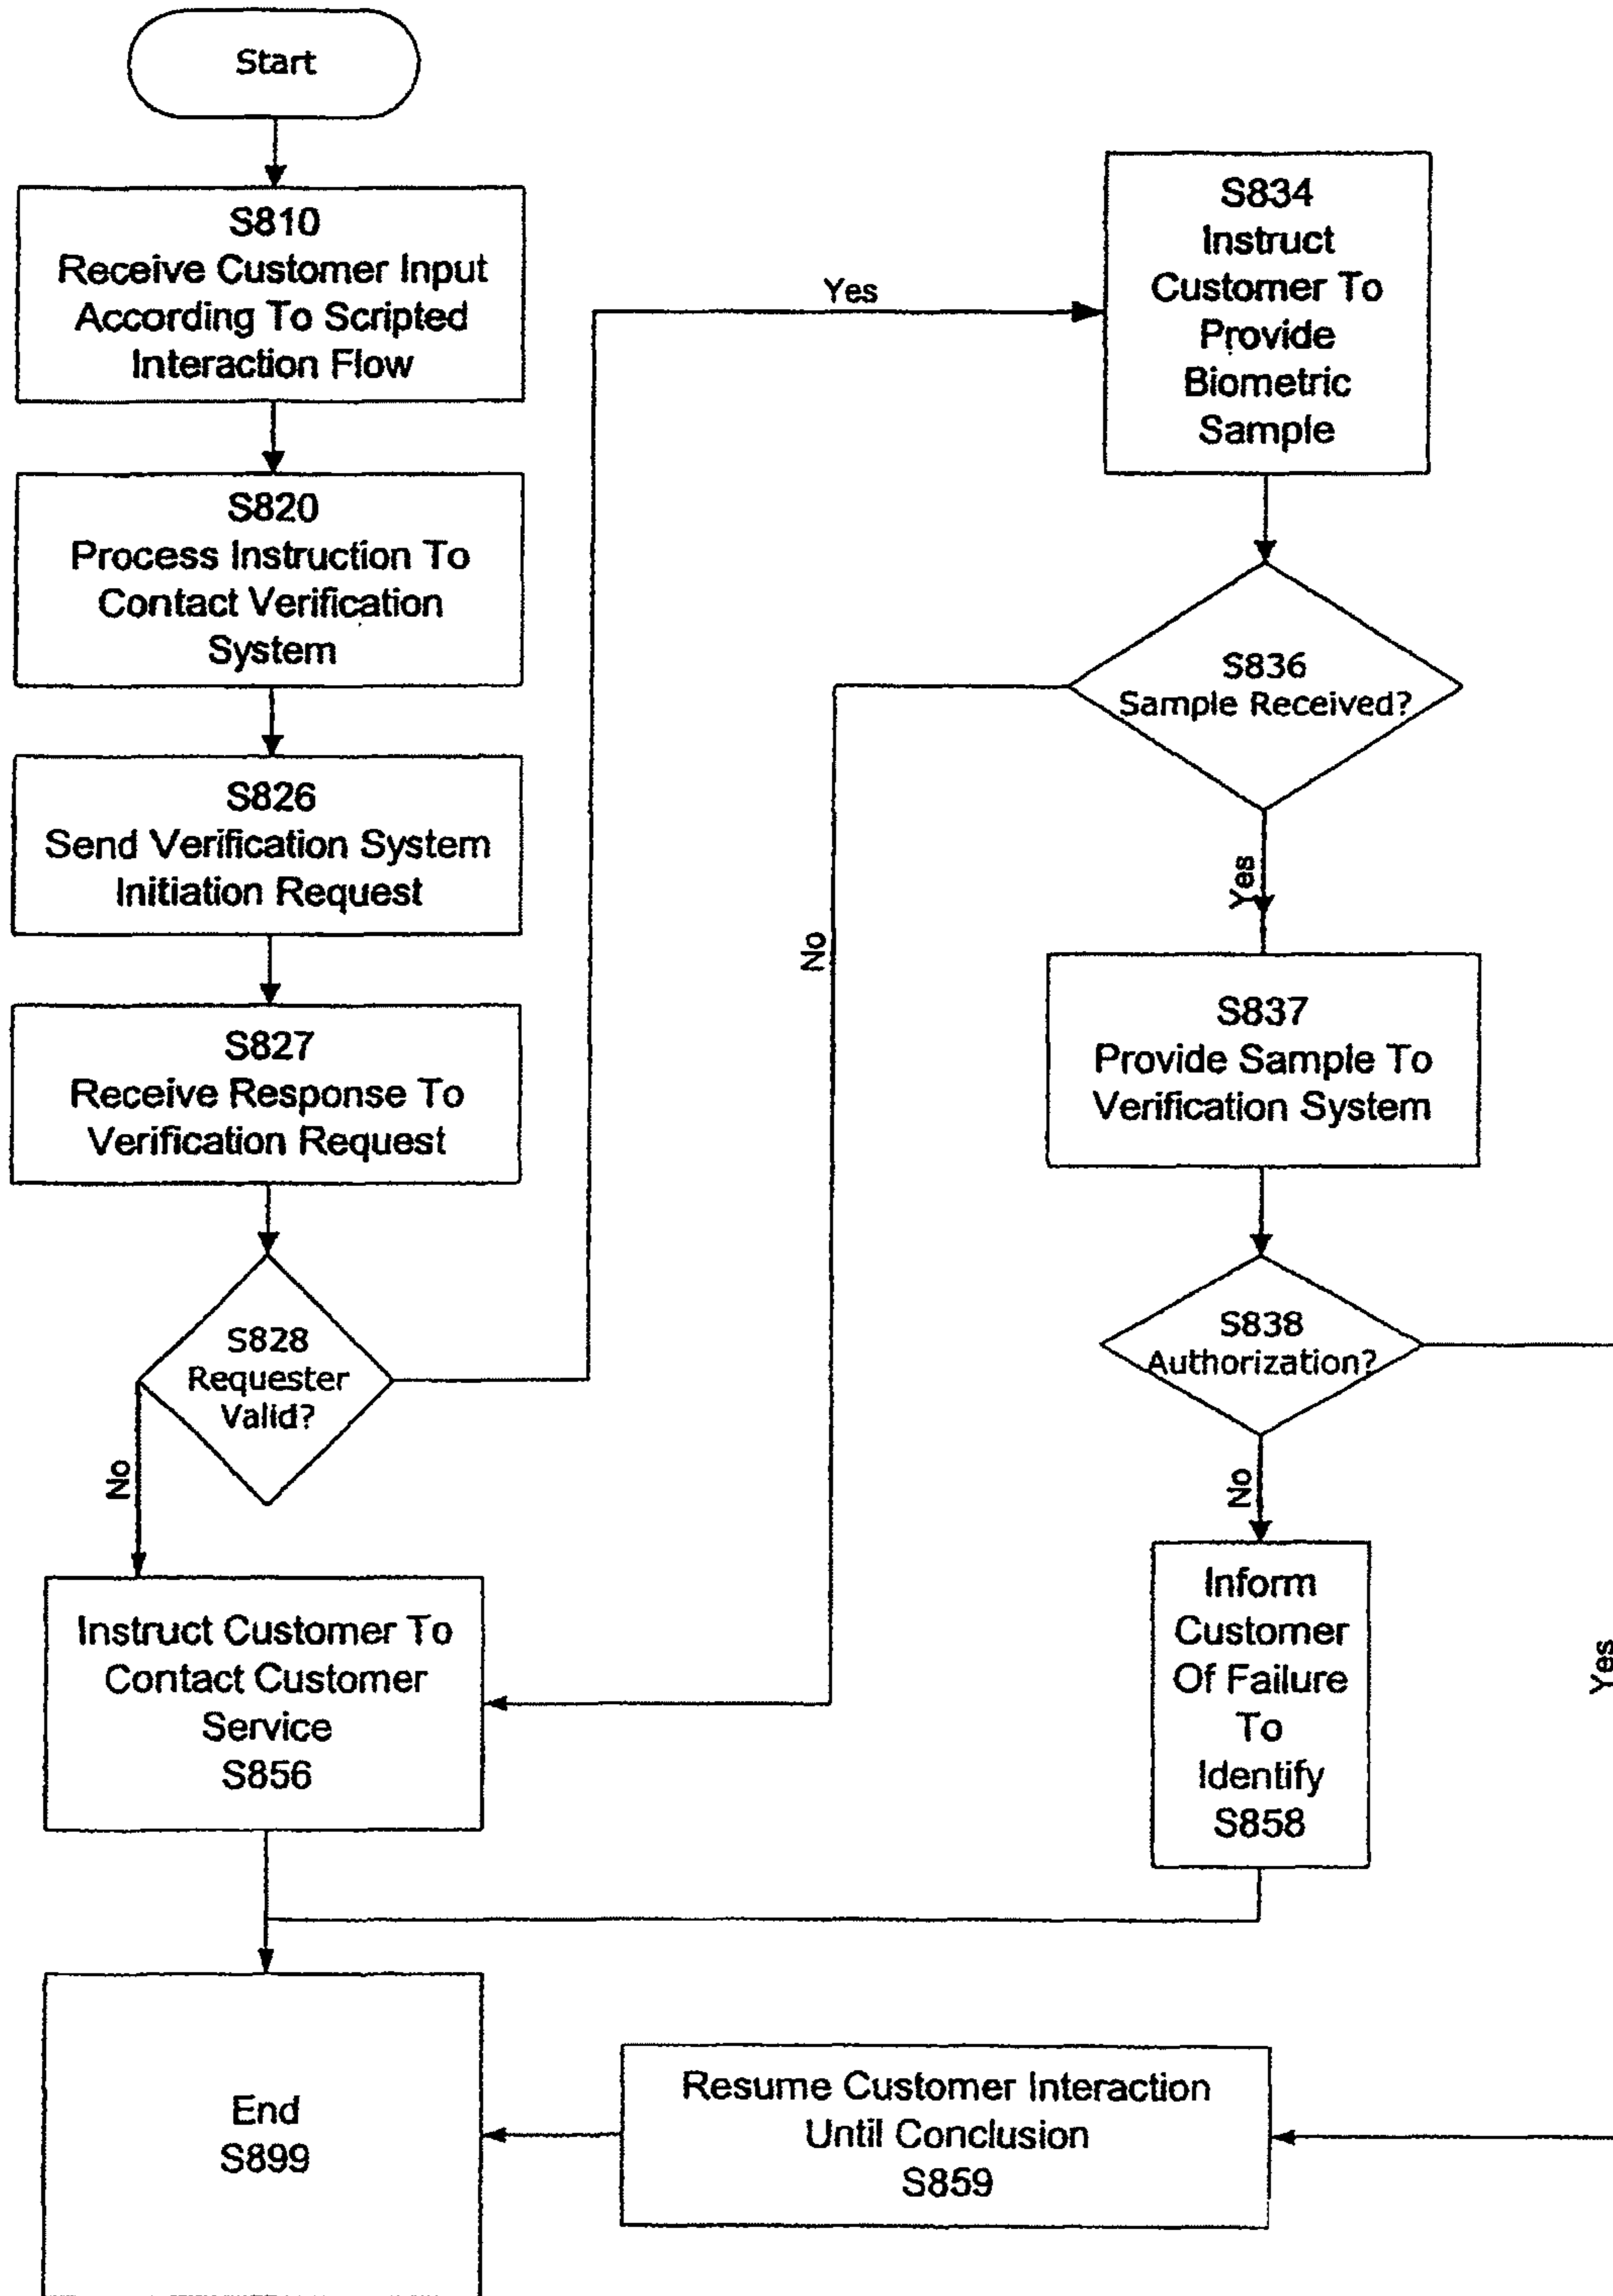 Start
S810
Receive Customer Input
According To Scripted
Interaction Flow
S820
Process Instruction To
Contact Verification
System
S826
Send Verification System
Initiation Request
S827
Receive Response To
Verification Request
S828
Requester
Valid?
No
Yes
Instruct Customer To
Contact Customer
Service
S856
S834
Instruct
Customer To
Provide
Biometric
Sample
S836
Sample Received?
No
Yes
S837
Provide Sample To
Verification System
S838
Authorization?
No
Yes
Inform
Customer
Of Failure
To
Identify
S858
Resume Customer Interaction
Until Conclusion
S859
End
S899